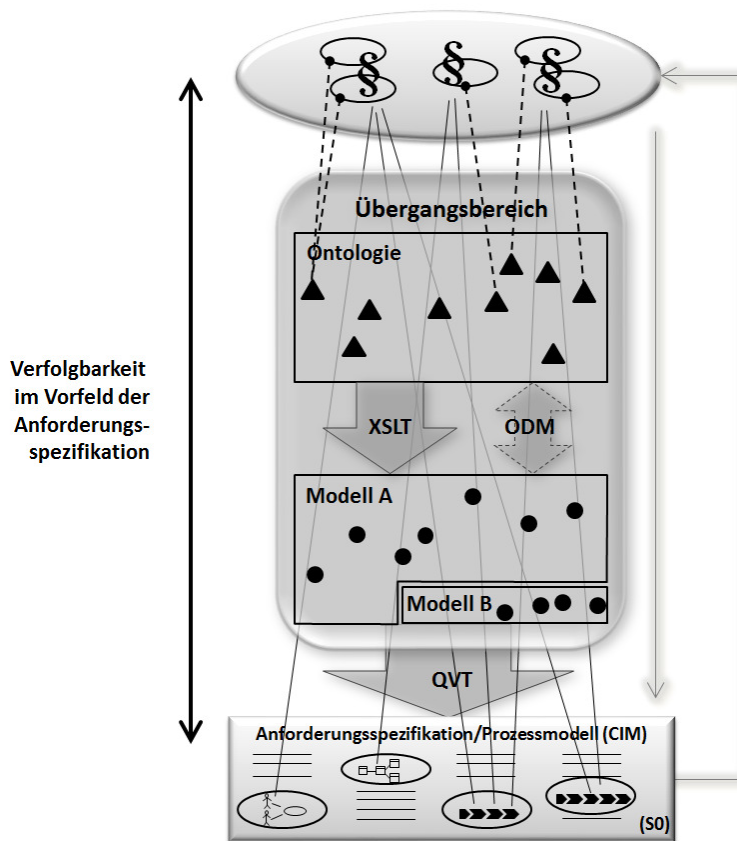 § § §
Übergangsbereich
Ontologie
Verfolgbarkeit
im Vorfeld der
Anforderungs-
spezifikation
XSLT
ODM
Modell A
Modell B
QVT
Anforderungsspezifikation/Prozessmodell (CIM)
(S0)